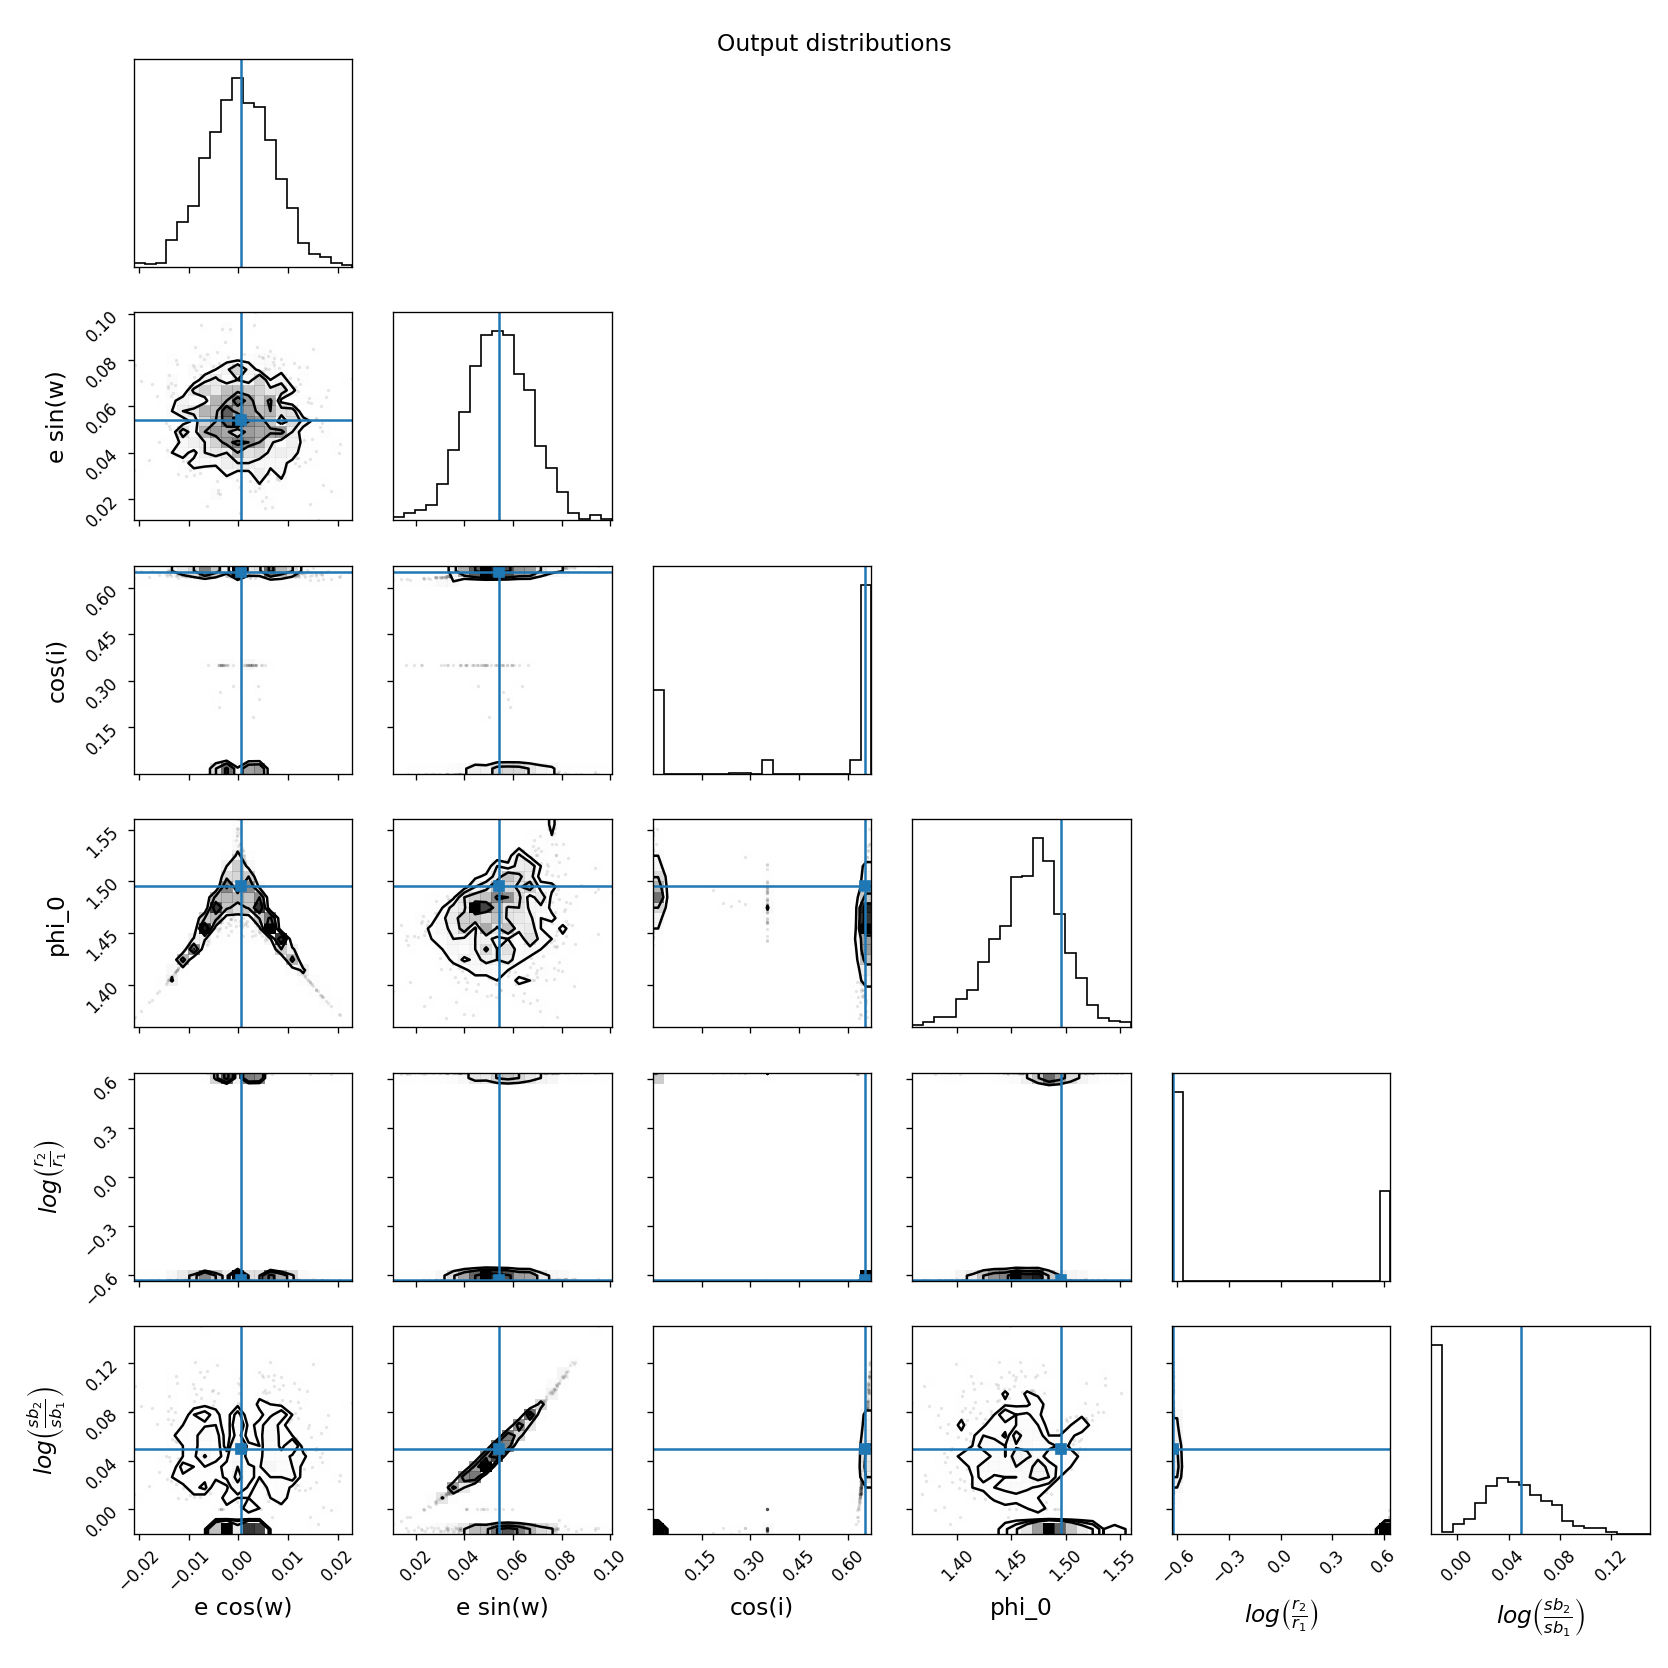 Output distributions
0.10
0.08
0.06
0.04
0.02
e sin(w)
0.60
0.45
0.30
0.15
cos(i)
1.55
1.50
1.45
1.40
phi_0
0.6
0.3
0.0
−0.3
−0.6
log(r₂/r₁)
0.12
0.08
0.04
0.00
log(sb₂/sb₁)
−0.02 −0.01 0.00 0.01 0.02
0.02 0.04 0.06 0.08 0.10
0.15 0.30 0.45 0.60
1.40 1.45 1.50 1.55
−0.6 −0.3 0.0 0.3 0.6
0.00 0.04 0.08 0.12
e cos(w)
e sin(w)
cos(i)
phi_0
log(r₂/r₁)
log(sb₂/sb₁)